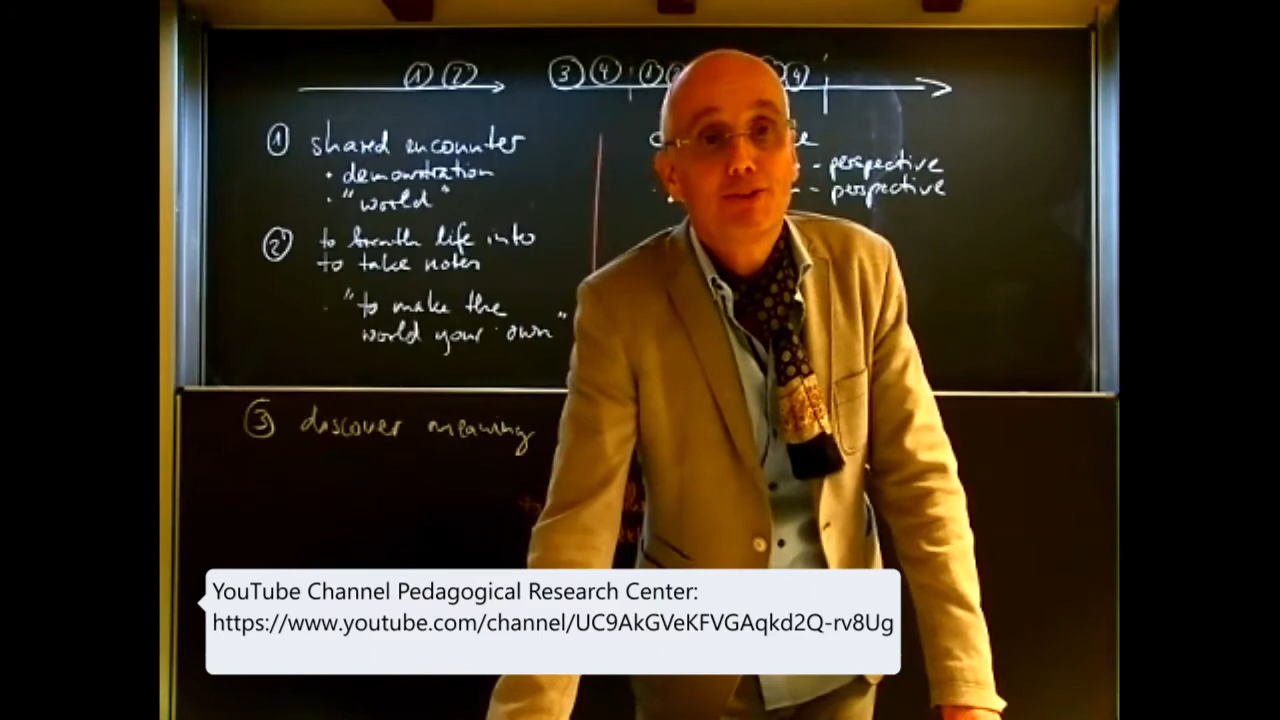 ① ② ③ ④ ① 4
① shared encounter
• demonstration
• "world"
② to breath life into
to take notes
"to make the
world your own"
- perspective
- perspective
③ discover meaning
YouTube Channel Pedagogical Research Center:
https://www.youtube.com/channel/UC9AkGVeKFVGAqkd2Q-rv8Ug